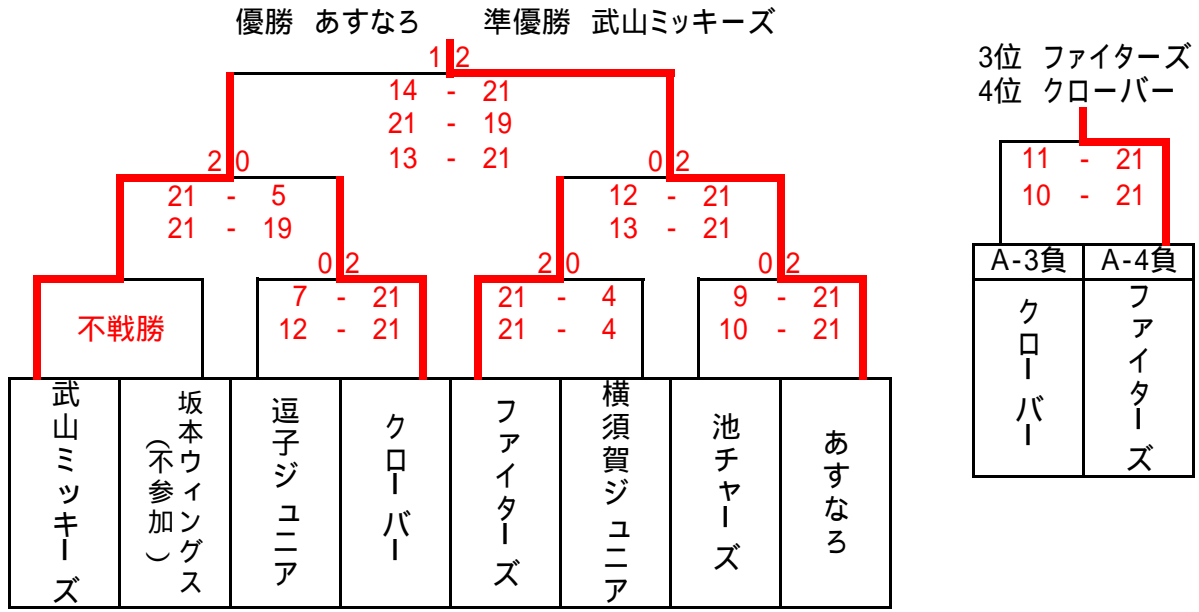 優勝 あすなろ 準優勝 武山ミッキーズ
1 2
14 - 21
21 - 19
13 - 21
2 0
21 - 5
21 - 19
0 2
12 - 21
13 - 21
不戦勝
0 2
7 - 21
12 - 21
2 0
21 - 4
21 - 4
0 2
9 - 21
10 - 21
武山ミッキーズ
坂本ウィングス
(不参加)
逗子ジュニア
クローバー
ファイターズ
横須賀ジュニア
池チャーズ
あすなろ
3位 ファイターズ
4位 クローバー
11 - 21
10 - 21
A-3負
A-4負
クローバー
ファイターズ